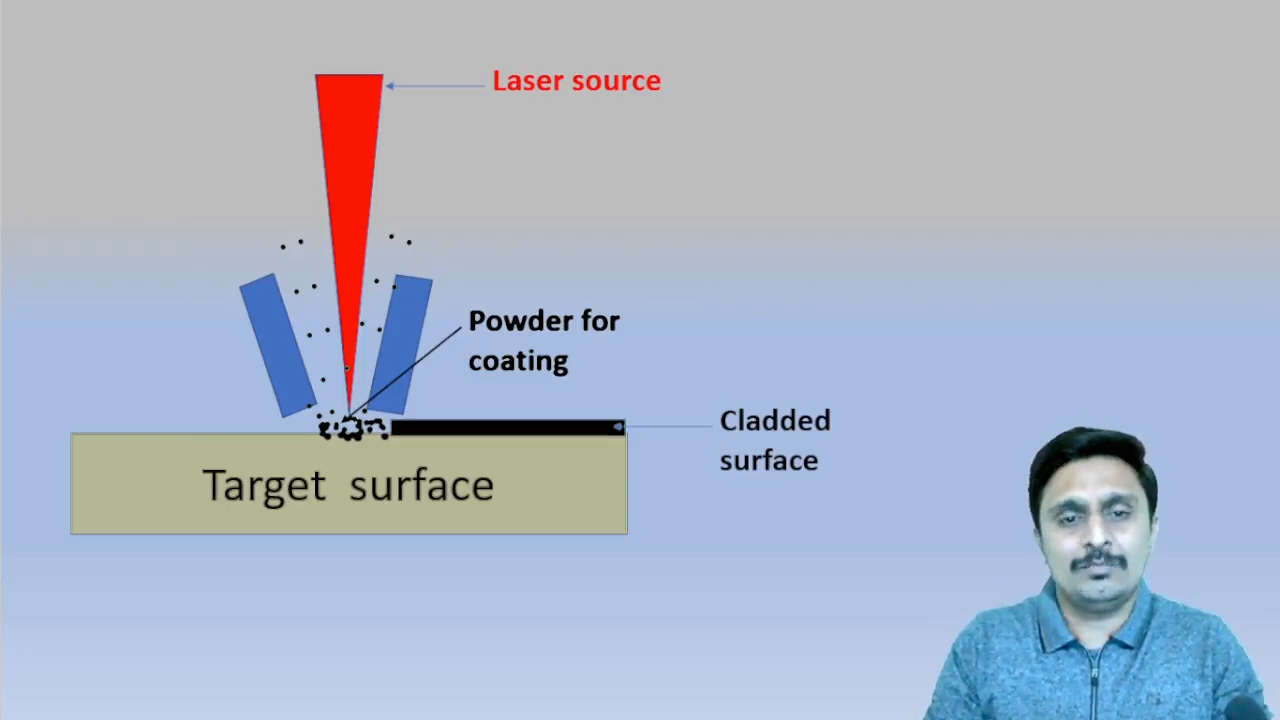 Laser source
Powder for
coating
Cladded
surface
Target surface